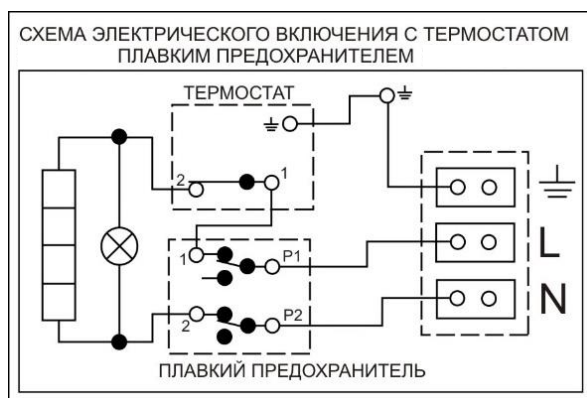 СХЕМА ЭЛЕКТРИЧЕСКОГО ВКЛЮЧЕНИЯ С ТЕРМОСТАТОМ
ПЛАВКИМ ПРЕДОХРАНИТЕЛЕМ
ТЕРМОСТАТ
2
1
1
P1
L
2
P2
N
ПЛАВКИЙ ПРЕДОХРАНИТЕЛЬ